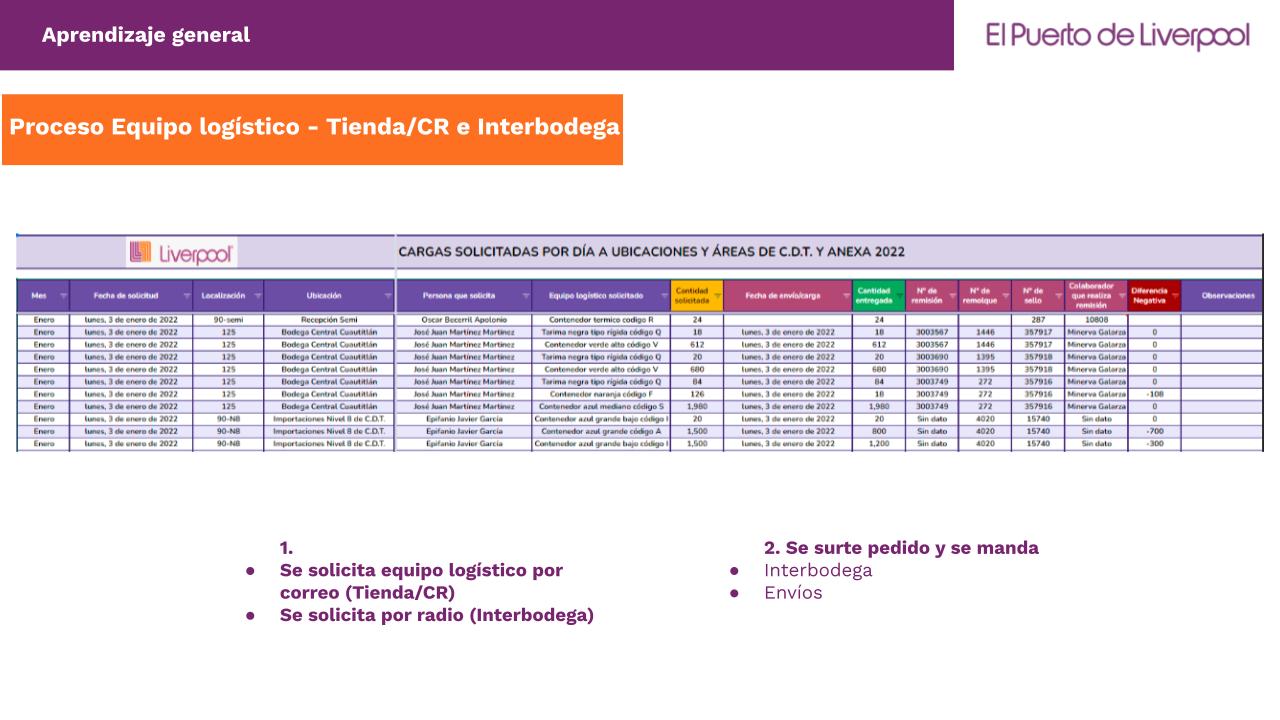 Aprendizaje general
El Puerto de Liverpool
Proceso Equipo logístico - Tienda/CR e Interbodega
Liverpool
CARGAS SOLICITADAS POR DÍA A UBICACIONES Y ÁREAS DE C.D.T. Y ANEXA 2022
Mes Fecha de solicitud Localización Ubicación Persona que solicita Equipo logístico solicitado Cantidad solicitada Fecha de envío/carga Cantidad entregada Nº de remisión Nº de remolque Nº de sello Colaborador que realiza remisión Diferencia Negativa Observaciones
Enero lunes, 3 de enero de 2022 90-semi Recepción Semi Oscar Becerril Apolonio Contenedor termico codigo R 24 24 287 10808
Enero lunes, 3 de enero de 2022 125 Bodega Central Cuautitlán José Juan Martínez Martínez Tarima negra tipo rígida código Q 18 lunes, 3 de enero de 2022 18 3003567 1446 357917 Minerva Galarza 0
Enero lunes, 3 de enero de 2022 125 Bodega Central Cuautitlán José Juan Martínez Martínez Contenedor verde alto código V 612 lunes, 3 de enero de 2022 612 3003567 1446 357917 Minerva Galarza 0
Enero lunes, 3 de enero de 2022 125 Bodega Central Cuautitlán José Juan Martínez Martínez Tarima negra tipo rígida código Q 20 lunes, 3 de enero de 2022 20 3003690 1395 357918 Minerva Galarza 0
Enero lunes, 3 de enero de 2022 125 Bodega Central Cuautitlán José Juan Martínez Martínez Contenedor verde alto código V 680 lunes, 3 de enero de 2022 680 3003690 1395 357918 Minerva Galarza 0
Enero lunes, 3 de enero de 2022 125 Bodega Central Cuautitlán José Juan Martínez Martínez Tarima negra tipo rígida código Q 84 lunes, 3 de enero de 2022 84 3003749 272 357916 Minerva Galarza 0
Enero lunes, 3 de enero de 2022 125 Bodega Central Cuautitlán José Juan Martínez Martínez Contenedor naranja código F 126 lunes, 3 de enero de 2022 18 3003749 272 357916 Minerva Galarza -108
Enero lunes, 3 de enero de 2022 125 Bodega Central Cuautitlán José Juan Martínez Martínez Contenedor azul mediano código S 1,980 lunes, 3 de enero de 2022 1,980 3003749 272 357916 Minerva Galarza 0
Enero lunes, 3 de enero de 2022 90-N8 Importaciones Nivel 8 de C.D.T. Epifanio Javier García Contenedor azul grande bajo código I 20 lunes, 3 de enero de 2022 20 Sin dato 4020 15740 Sin dato 0
Enero lunes, 3 de enero de 2022 90-N8 Importaciones Nivel 8 de C.D.T. Epifanio Javier García Contenedor azul grande código A 1,500 lunes, 3 de enero de 2022 800 Sin dato 4020 15740 Sin dato -700
Enero lunes, 3 de enero de 2022 90-N8 Importaciones Nivel 8 de C.D.T. Epifanio Javier García Contenedor azul grande bajo código I 1,500 lunes, 3 de enero de 2022 1,200 Sin dato 4020 15740 Sin dato -300
1.
● Se solicita equipo logístico por
correo (Tienda/CR)
● Se solicita por radio (Interbodega)
2. Se surte pedido y se manda
● Interbodega
● Envíos